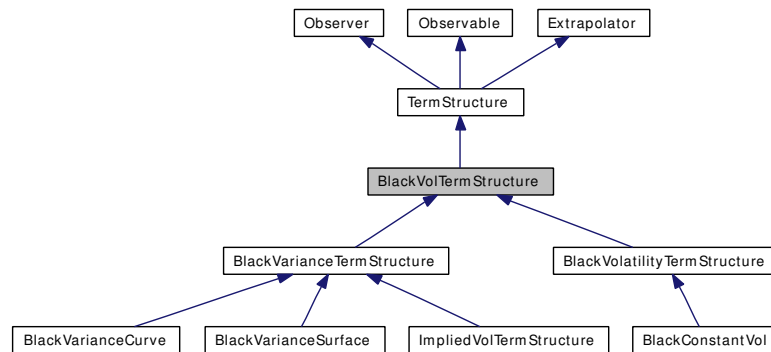 Observer
Observable
Extrapolator
TermStructure
BlackVolTermStructure
BlackVarianceTermStructure
BlackVolatilityTermStructure
BlackVarianceCurve
BlackVarianceSurface
ImpliedVolTermStructure
BlackConstantVol